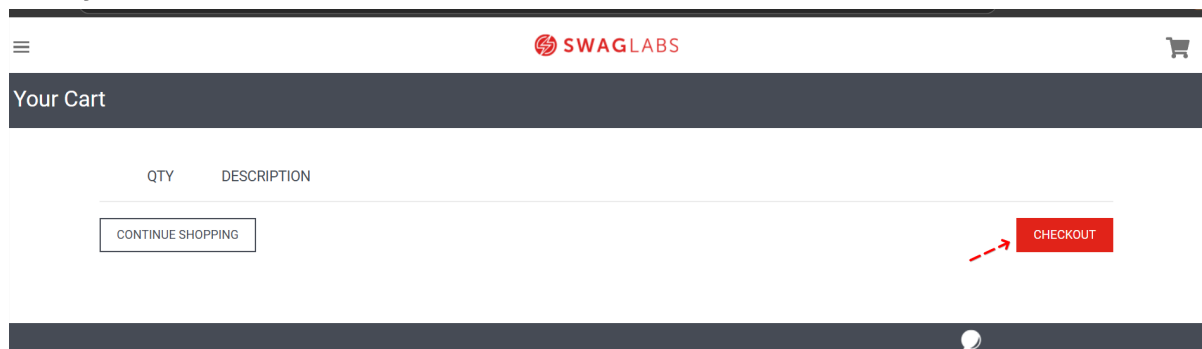 SWAGLABS
Your Cart
QTY DESCRIPTION
CONTINUE SHOPPING CHECKOUT